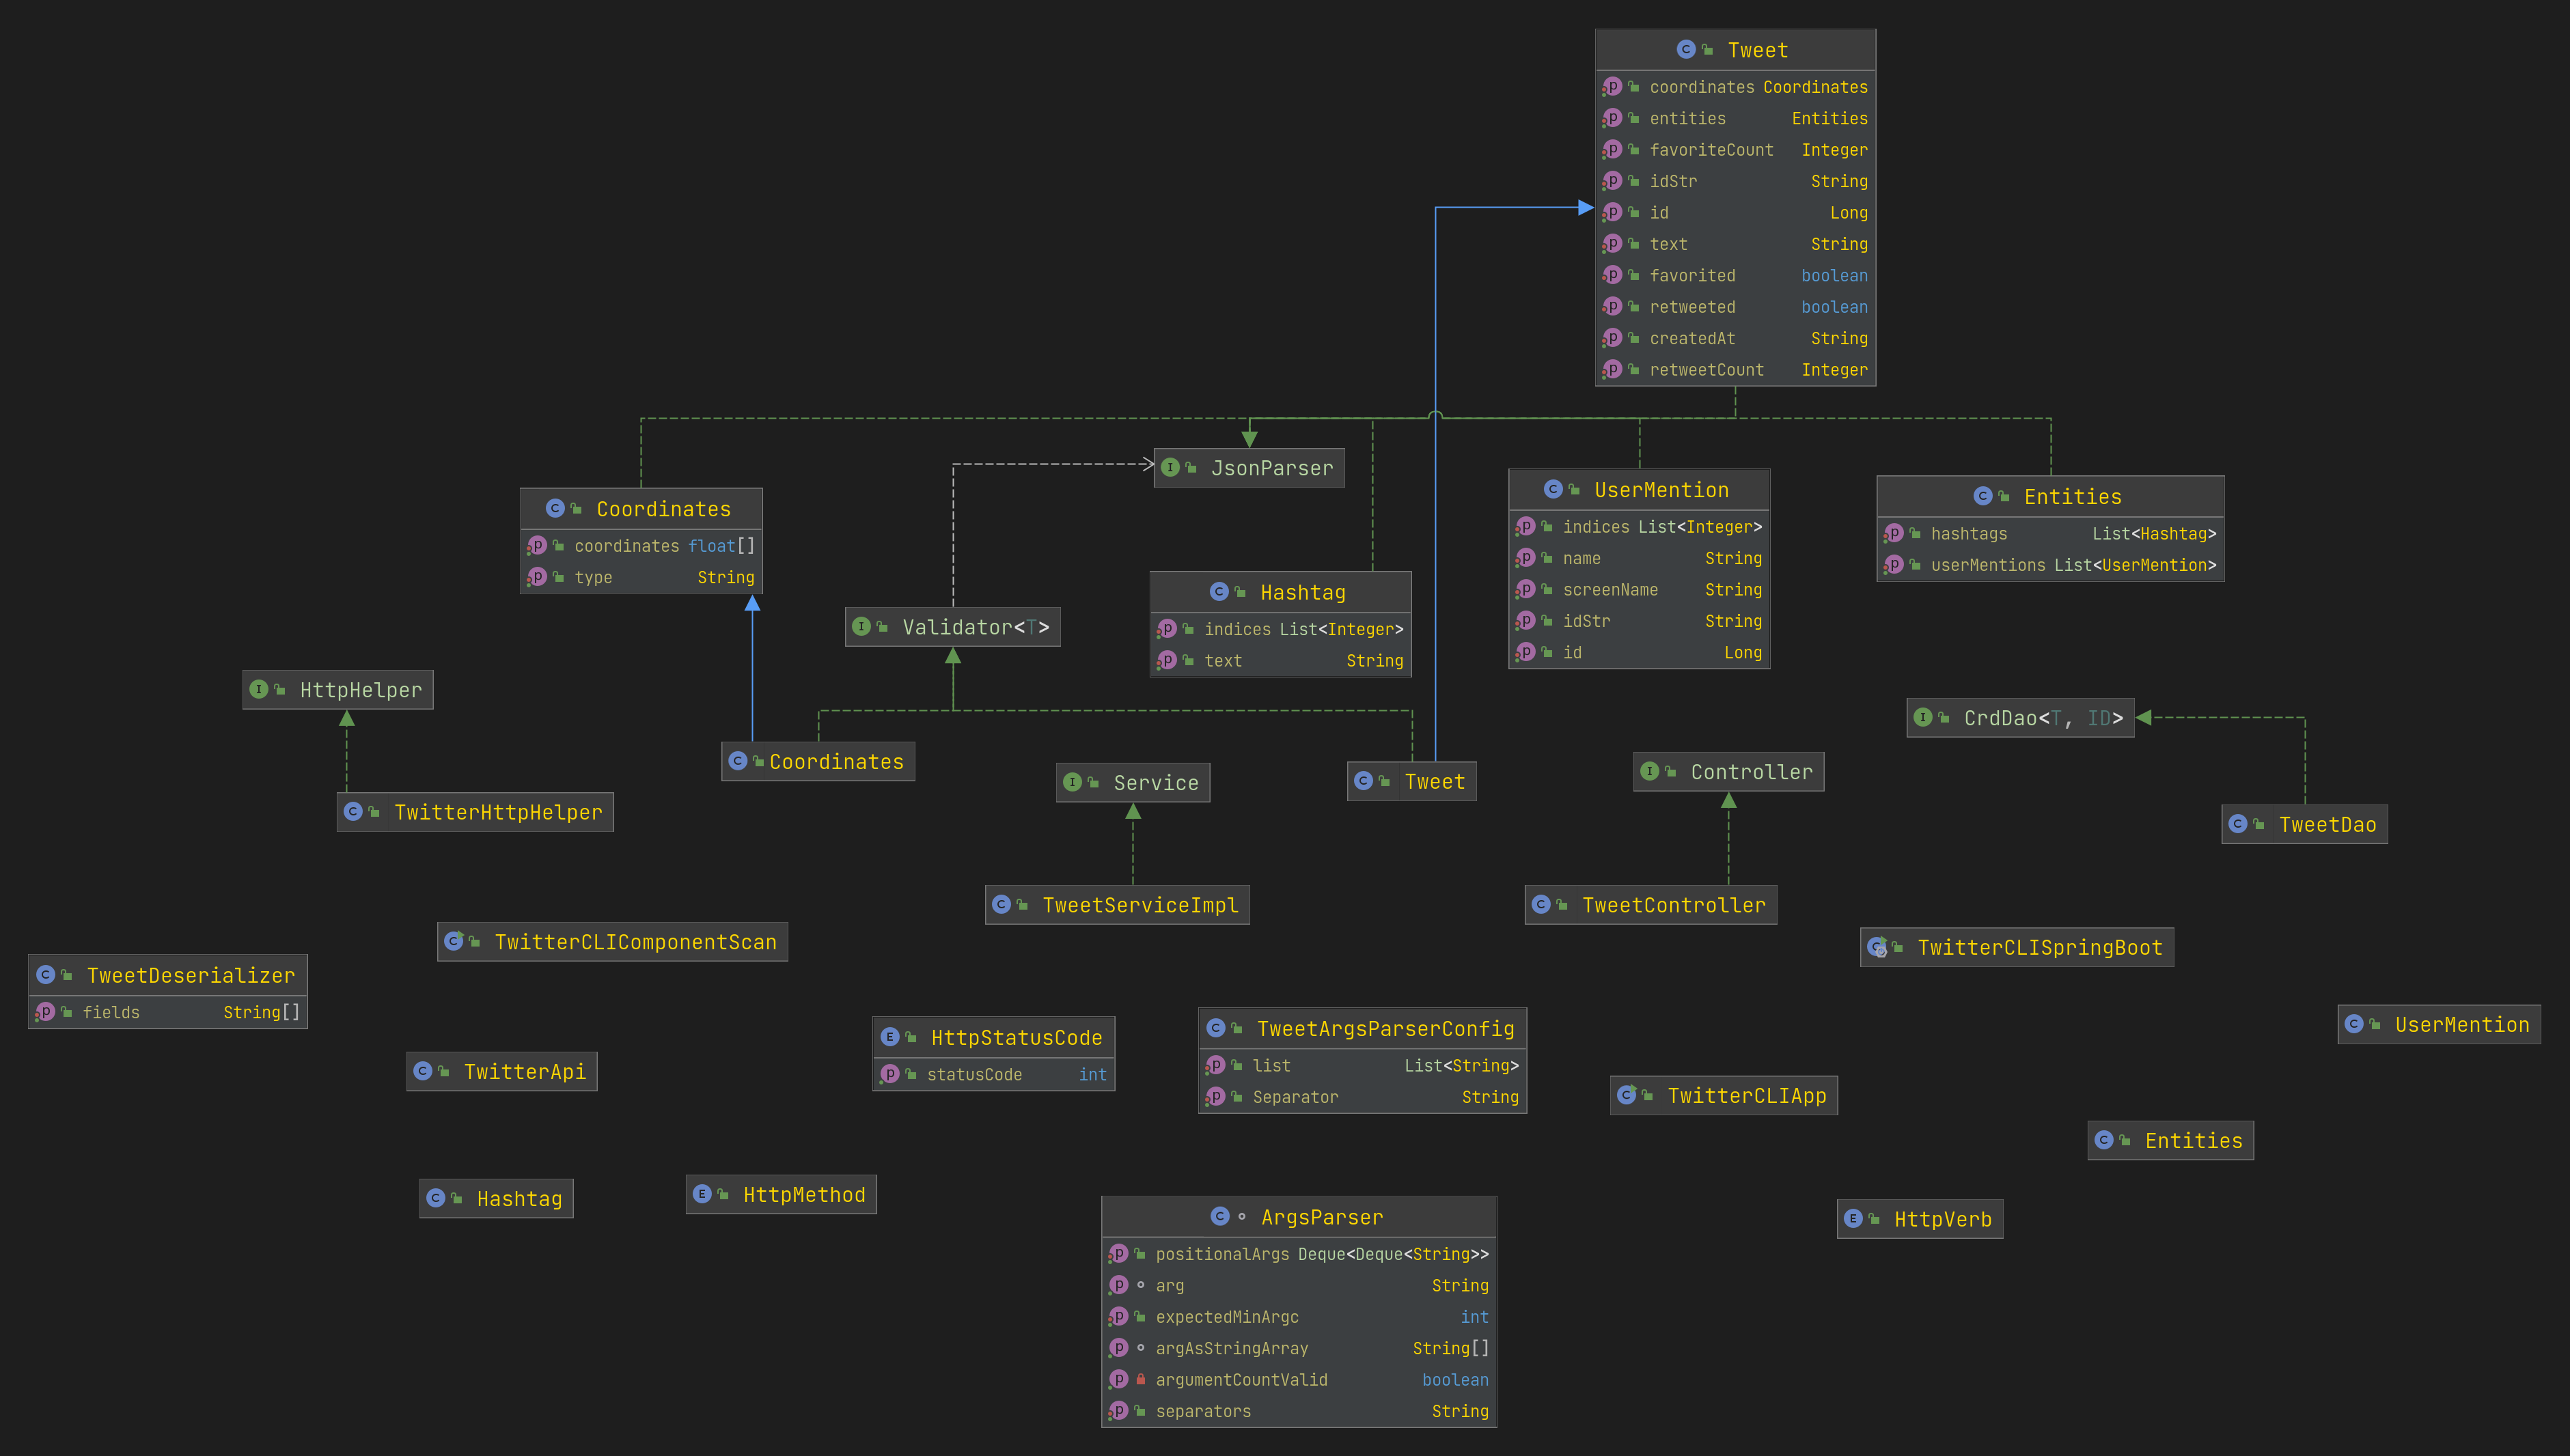 Tweet
coordinates Coordinates
entities Entities
favoriteCount Integer
idStr String
id Long
text String
favorited boolean
retweeted boolean
createdAt String
retweetCount Integer
JsonParser
Coordinates
coordinates float[]
type String
UserMention
indices List<Integer>
name String
screenName String
idStr String
id Long
Entities
hashtags List<Hashtag>
userMentions List<UserMention>
Hashtag
indices List<Integer>
text String
Validator<T>
HttpHelper
CrdDao<T, ID>
Coordinates
Service
Tweet
Controller
TwitterHttpHelper
TweetDao
TweetServiceImpl
TweetController
TwitterCLIComponentScan
TwitterCLISpringBoot
TweetDeserializer
fields String[]
HttpStatusCode
statusCode int
TweetArgsParserConfig
list List<String>
Separator String
UserMention
TwitterApi
TwitterCLIApp
Entities
Hashtag
HttpMethod
HttpVerb
ArgsParser
positionalArgs Deque<Deque<String>>
arg String
expectedMinArgc int
argAsStringArray String[]
argumentCountValid boolean
separators String